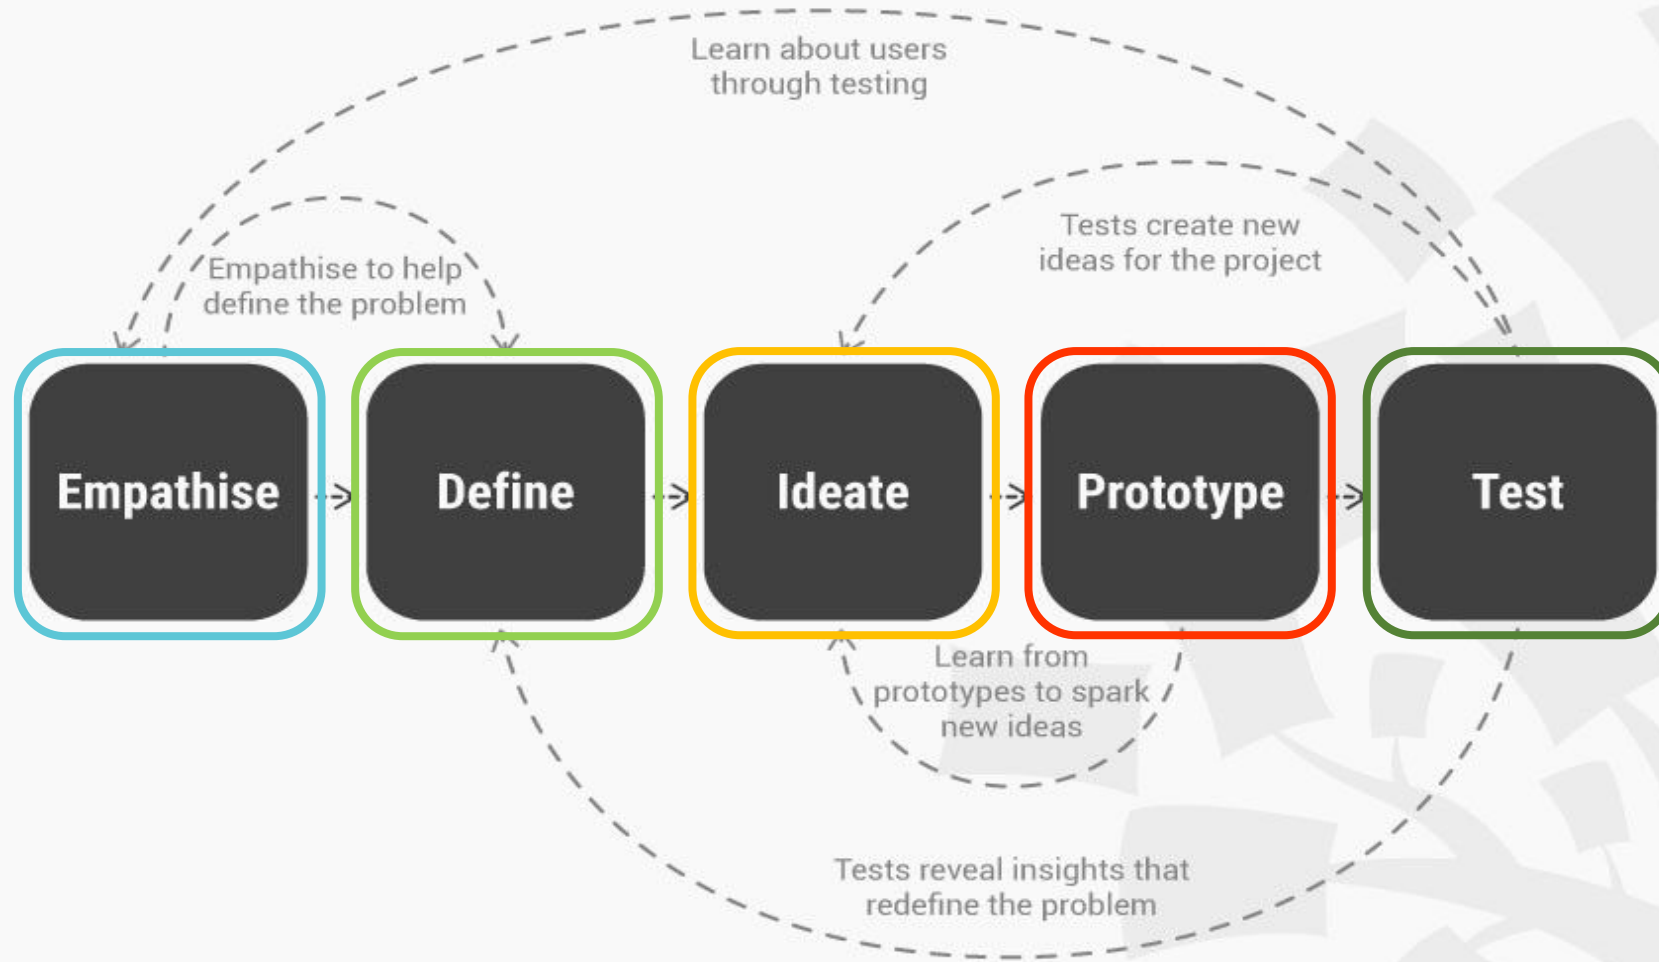 Learn about users
through testing
Tests create new
ideas for the project
Empathise to help
define the problem
Empathise
Define
Ideate
Prototype
Test
Learn from
prototypes to spark
new ideas
Tests reveal insights that
redefine the problem